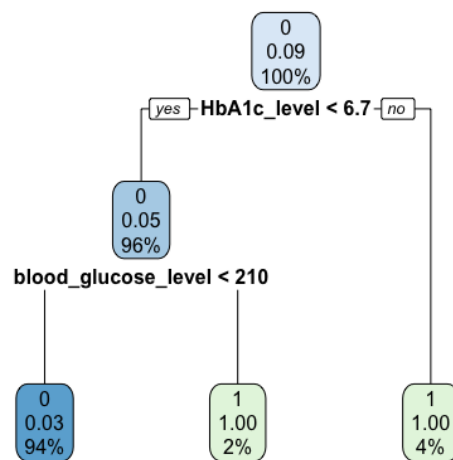 0
0.09
100%
yes HbA1c_level < 6.7 no
0
0.05
96%
blood_glucose_level < 210
0 1 1
0.03 1.00 1.00
94% 2% 4%